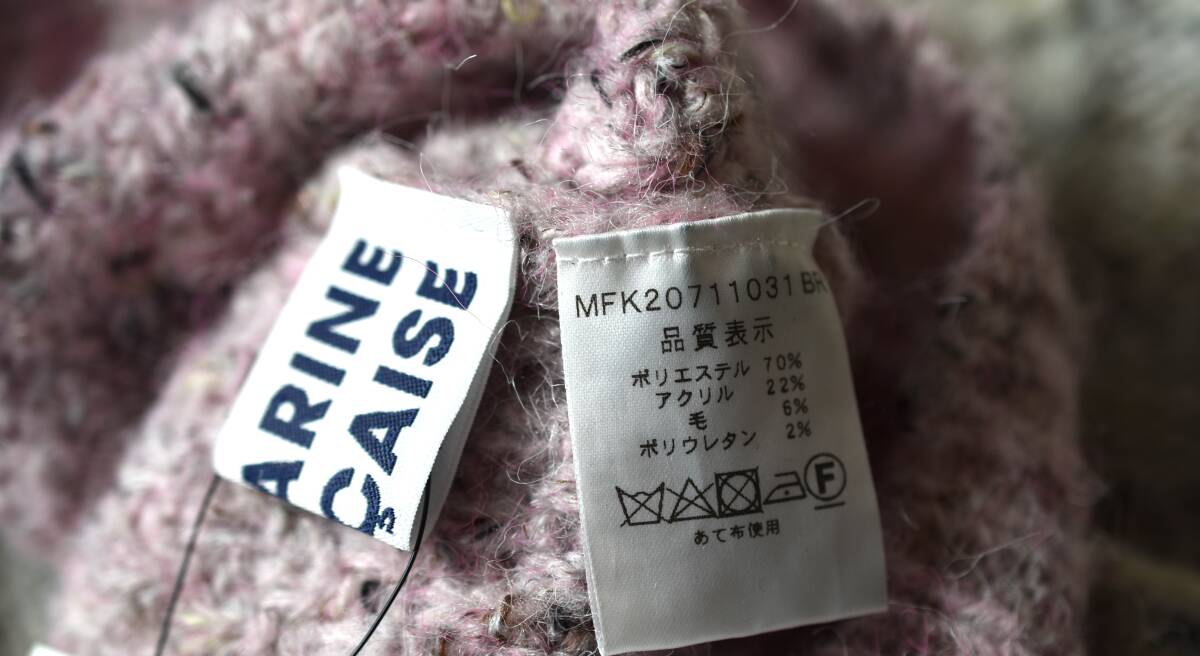 ARINE
ÇAISE
MFK20711031BR
品質表示
ポリエステル 70%
アクリル 22%
毛 6%
ポリウレタン 2%
F
あて布使用